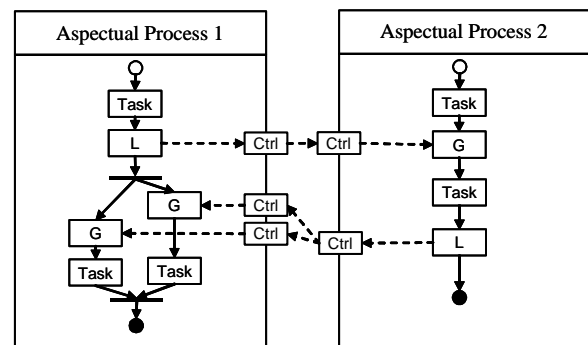 Aspectual Process 1
Aspectual Process 2
Task
Task
L
Ctrl
Ctrl
G
G
Ctrl
Task
G
Ctrl
Ctrl
L
Task
Task